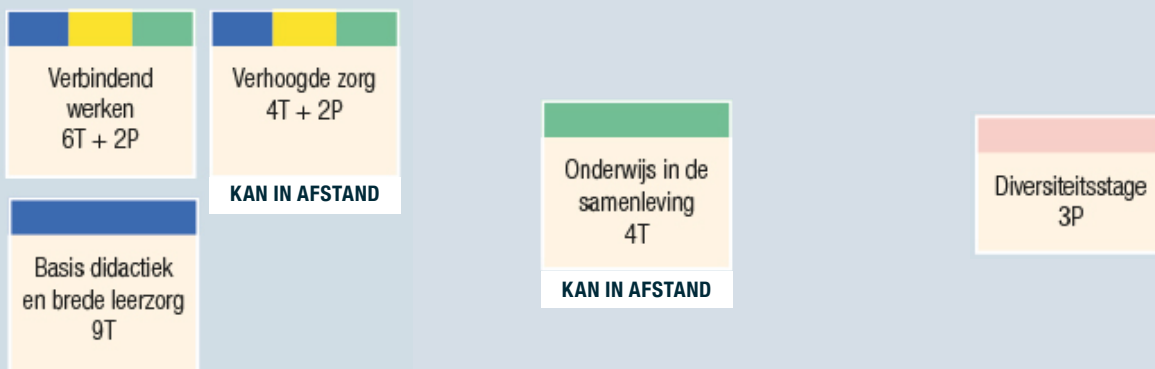 Verbindend
werken
6T + 2P
Verhoogde zorg
4T + 2P
KAN IN AFSTAND
Basis didactiek
en brede leerzorg
9T
Onderwijs in de
samenleving
4T
KAN IN AFSTAND
Diversiteitsstage
3P